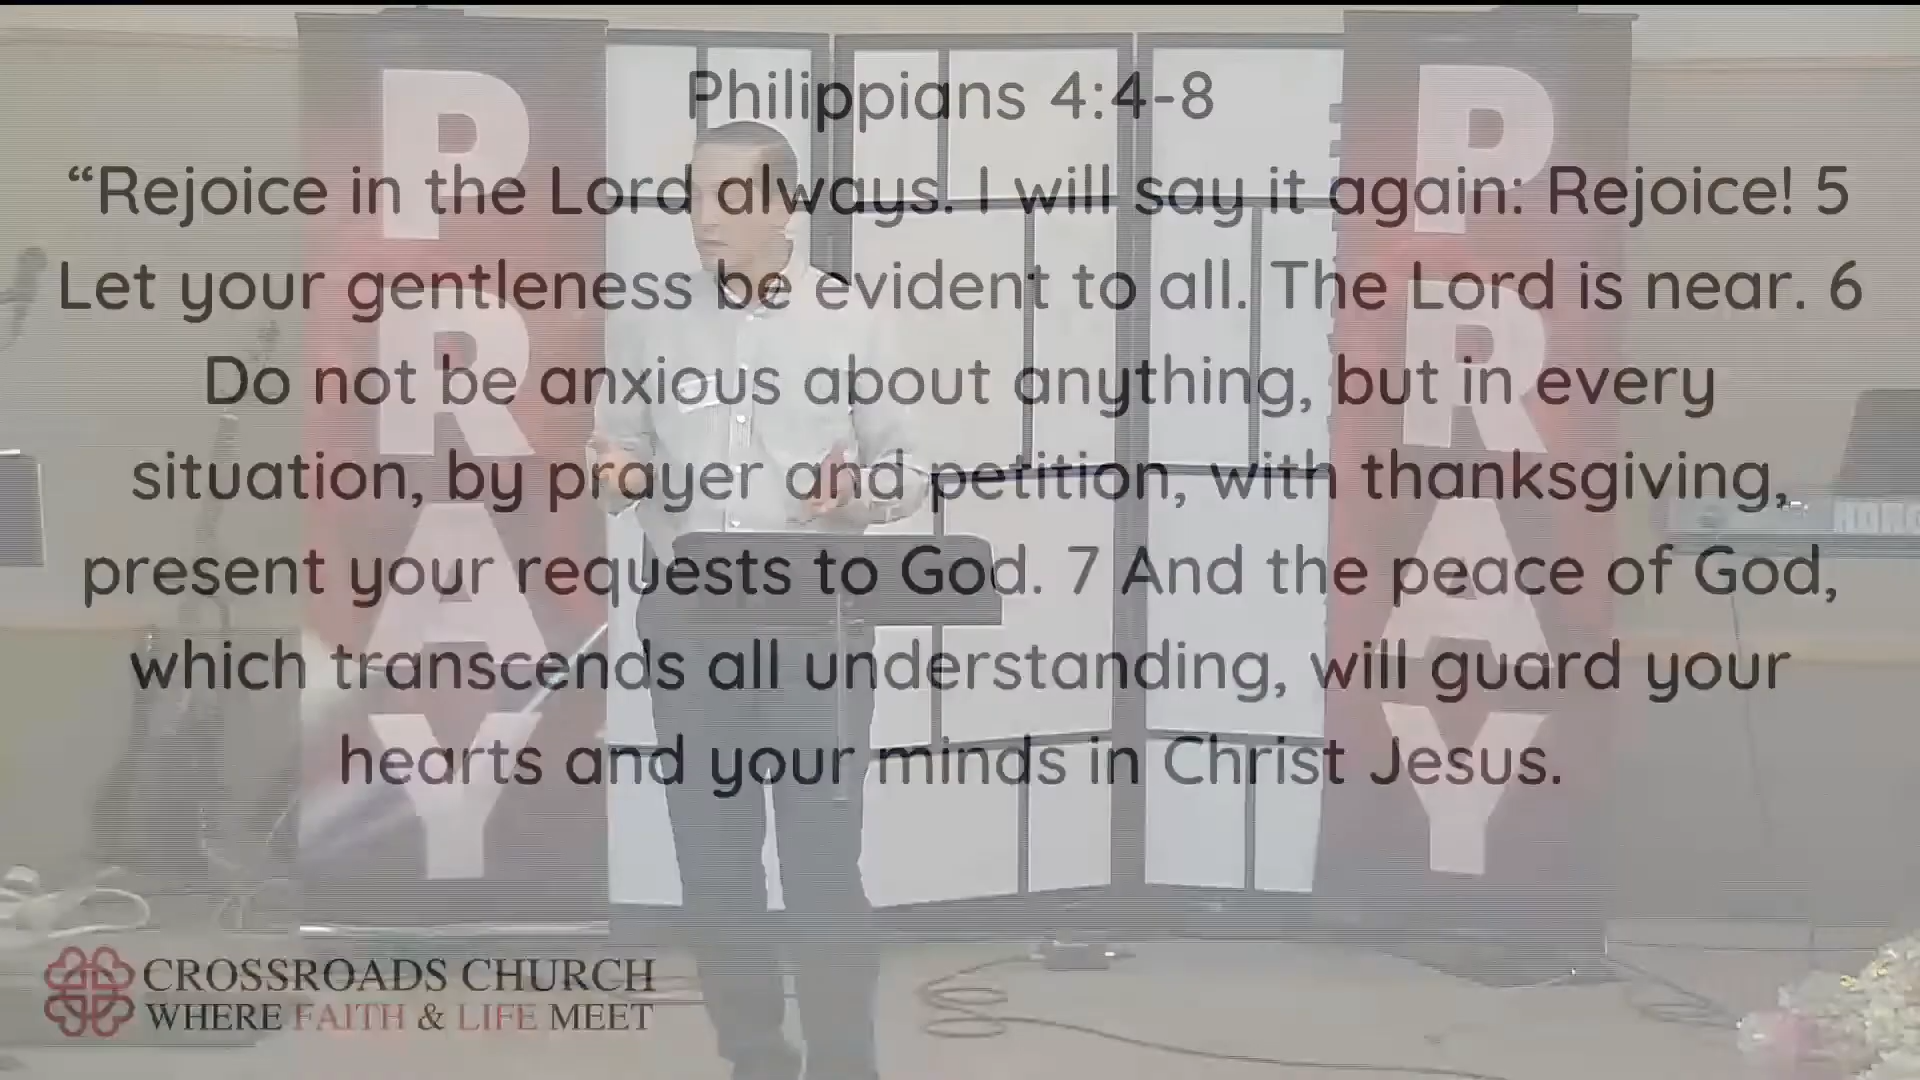 Philippians 4:4-8
“Rejoice in the Lord always. I will say it again: Rejoice! 5
Let your gentleness be evident to all. The Lord is near. 6
Do not be anxious about anything, but in every
situation, by prayer and petition, with thanksgiving,
present your requests to God. 7 And the peace of God,
which transcends all understanding, will guard your
hearts and your minds in Christ Jesus.
PRAY
PRAY
CROSSROADS CHURCH
WHERE FAITH & LIFE MEET